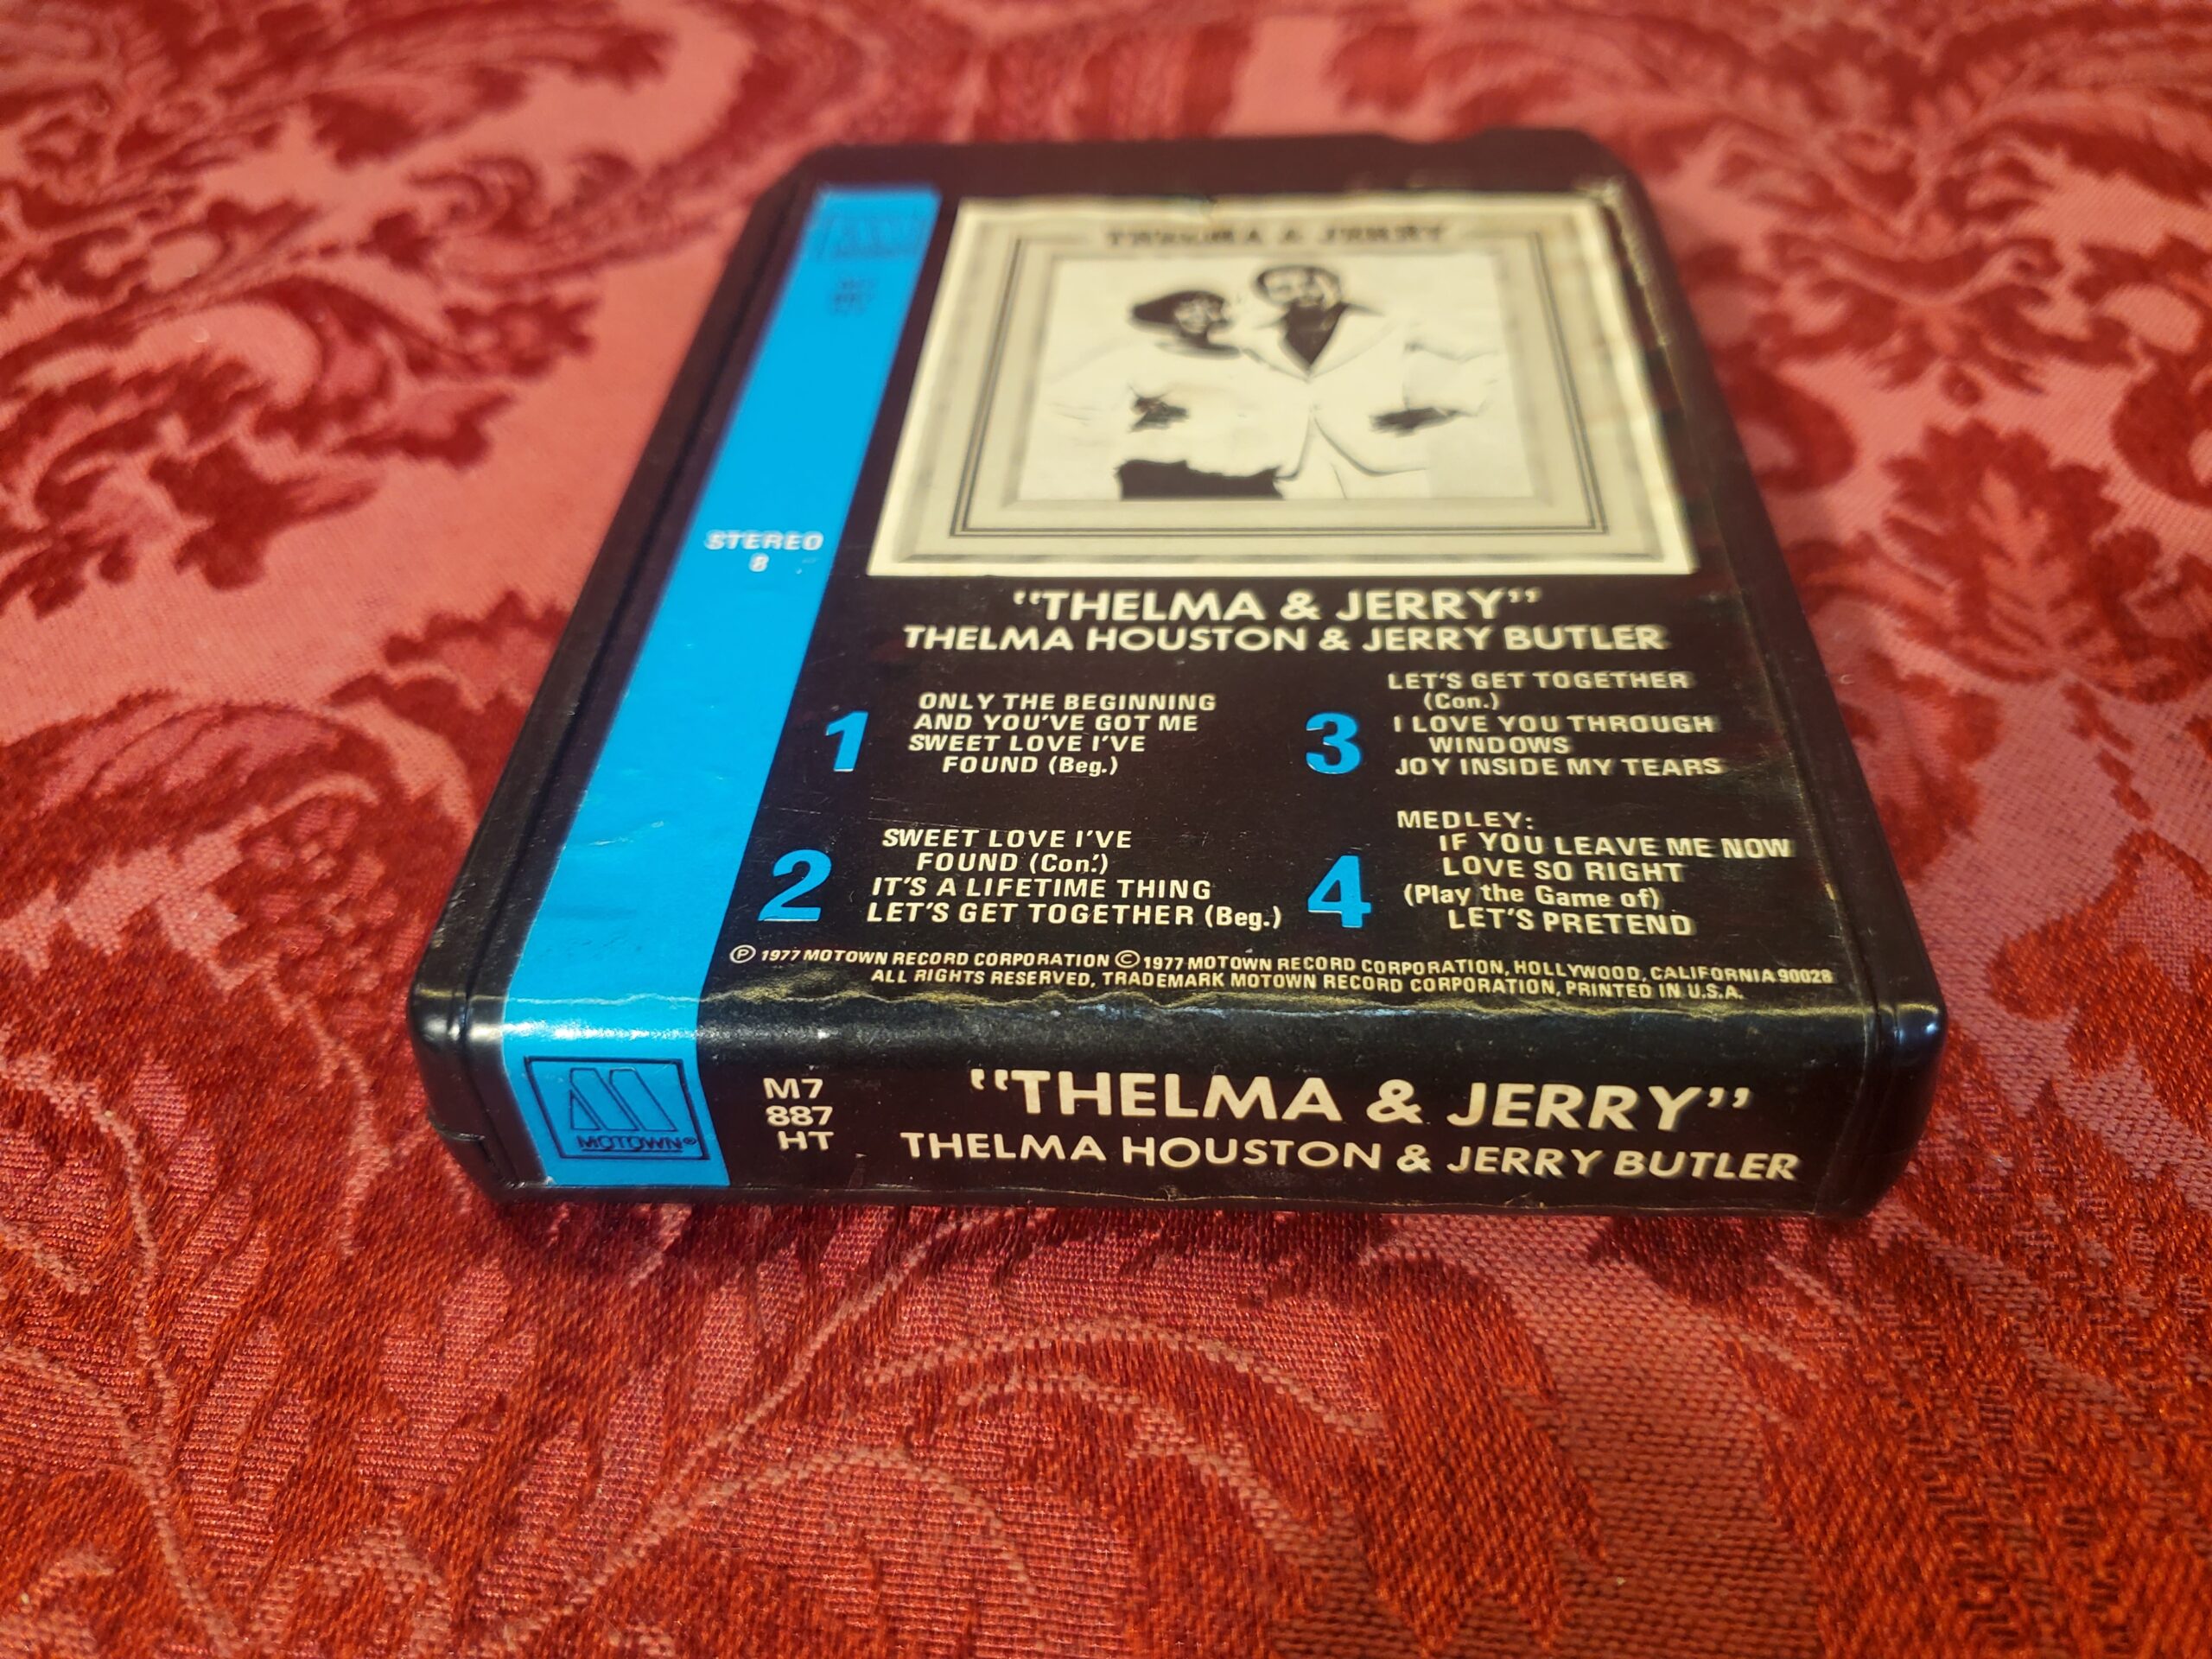 THELMA & JERRY
STEREO
8
"THELMA & JERRY"
THELMA HOUSTON & JERRY BUTLER
1
ONLY THE BEGINNING
AND YOU'VE GOT ME
SWEET LOVE I'VE
FOUND (Beg.)
2
SWEET LOVE I'VE
FOUND (Con.)
IT'S A LIFETIME THING
LET'S GET TOGETHER (Beg.)
3
LET'S GET TOGETHER
(Con.)
I LOVE YOU THROUGH
WINDOWS
JOY INSIDE MY TEARS
4
MEDLEY:
IF YOU LEAVE ME NOW
LOVE SO RIGHT
(Play the Game of)
LET'S PRETEND
Ⓟ 1977 MOTOWN RECORD CORPORATION © 1977 MOTOWN RECORD CORPORATION, HOLLYWOOD, CALIFORNIA 90028
ALL RIGHTS RESERVED, TRADEMARK MOTOWN RECORD CORPORATION, PRINTED IN U.S.A.
MOTOWN®
M7
887
HT
"THELMA & JERRY"
THELMA HOUSTON & JERRY BUTLER